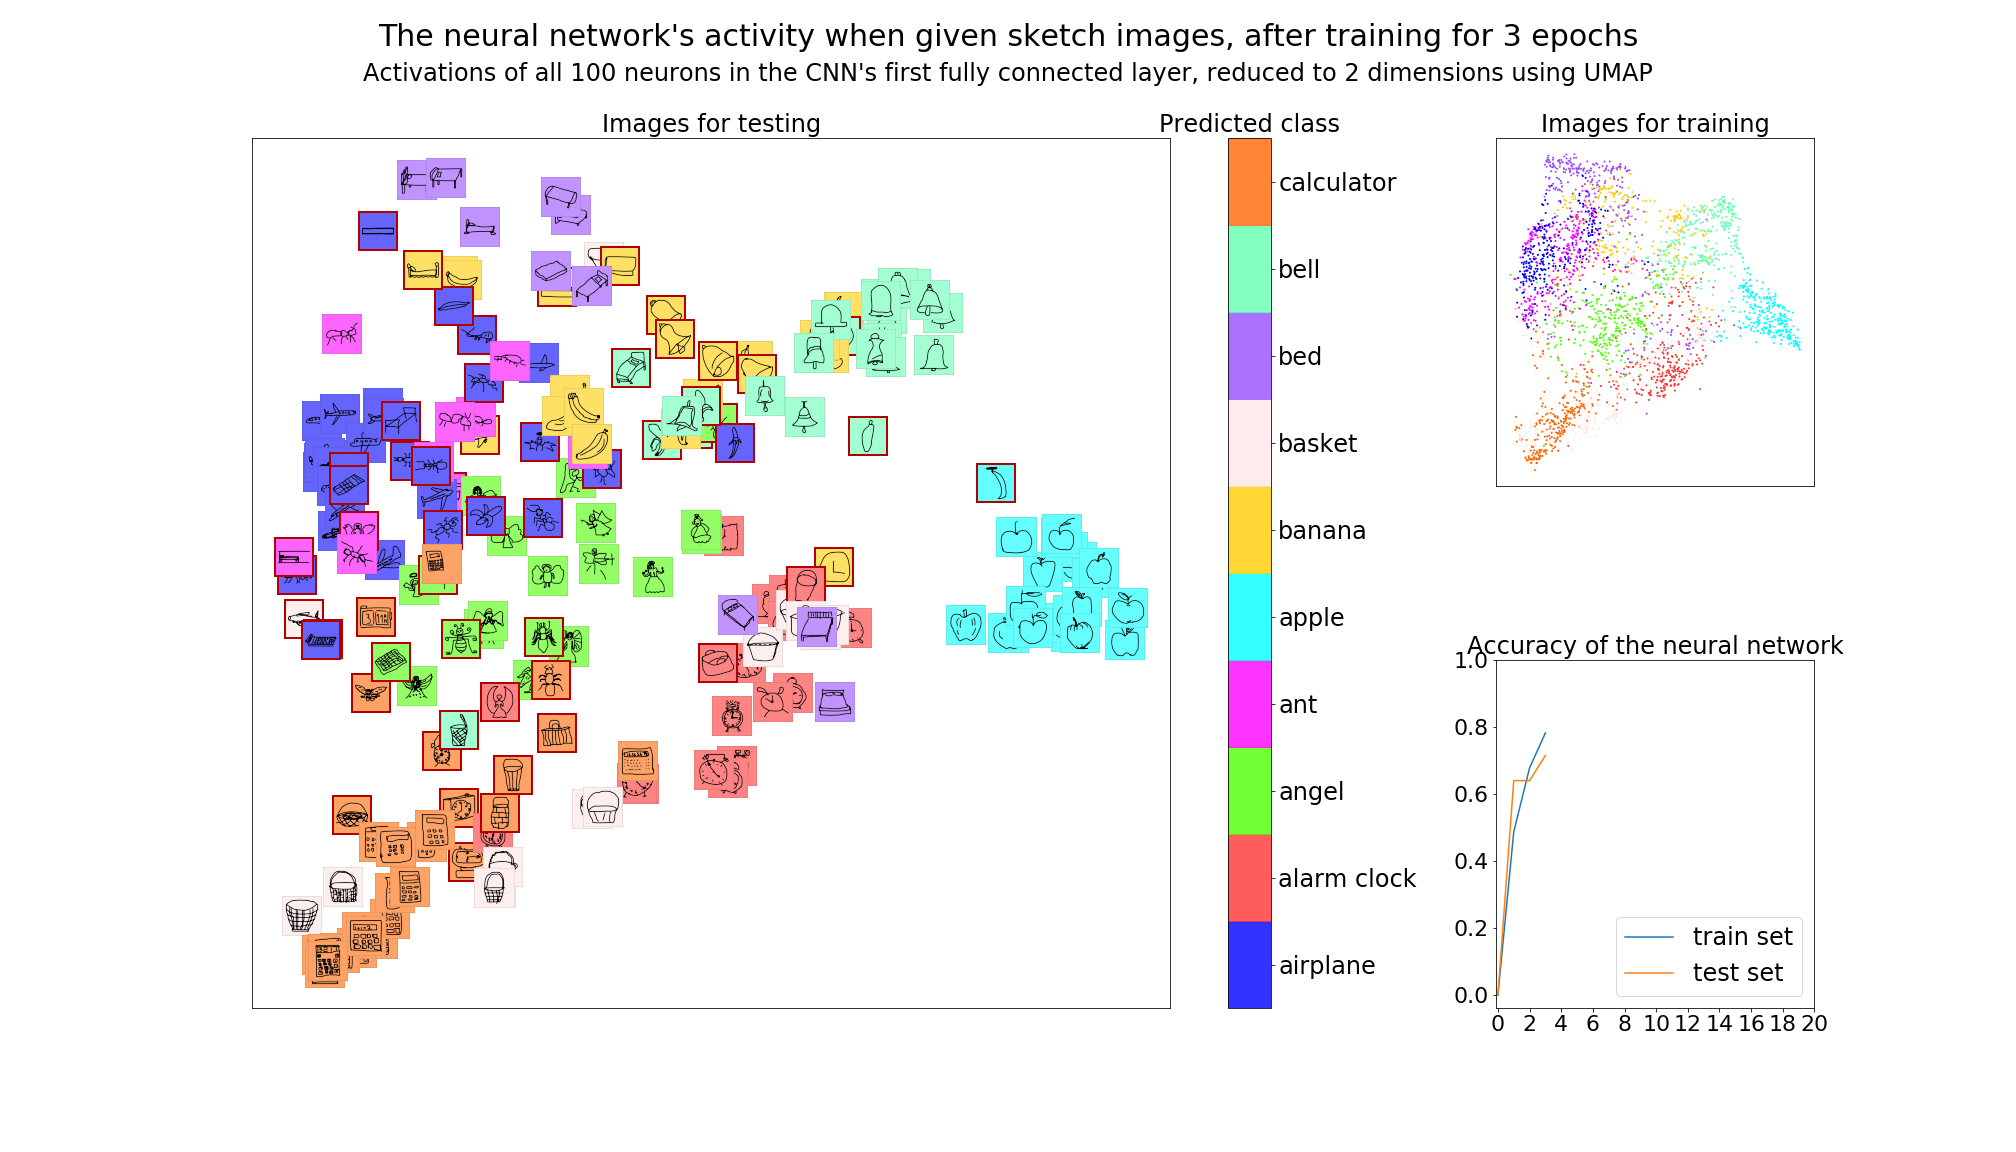 The neural network's activity when given sketch images, after training for 3 epochs
Activations of all 100 neurons in the CNN's first fully connected layer, reduced to 2 dimensions using UMAP
Images for testing
Predicted class
calculator
bell
bed
basket
banana
apple
ant
angel
alarm clock
airplane
Images for training
Accuracy of the neural network
1.0
0.8
0.6
0.4
0.2
0.0
train set
test set
0 2 4 6 8 10 12 14 16 18 20